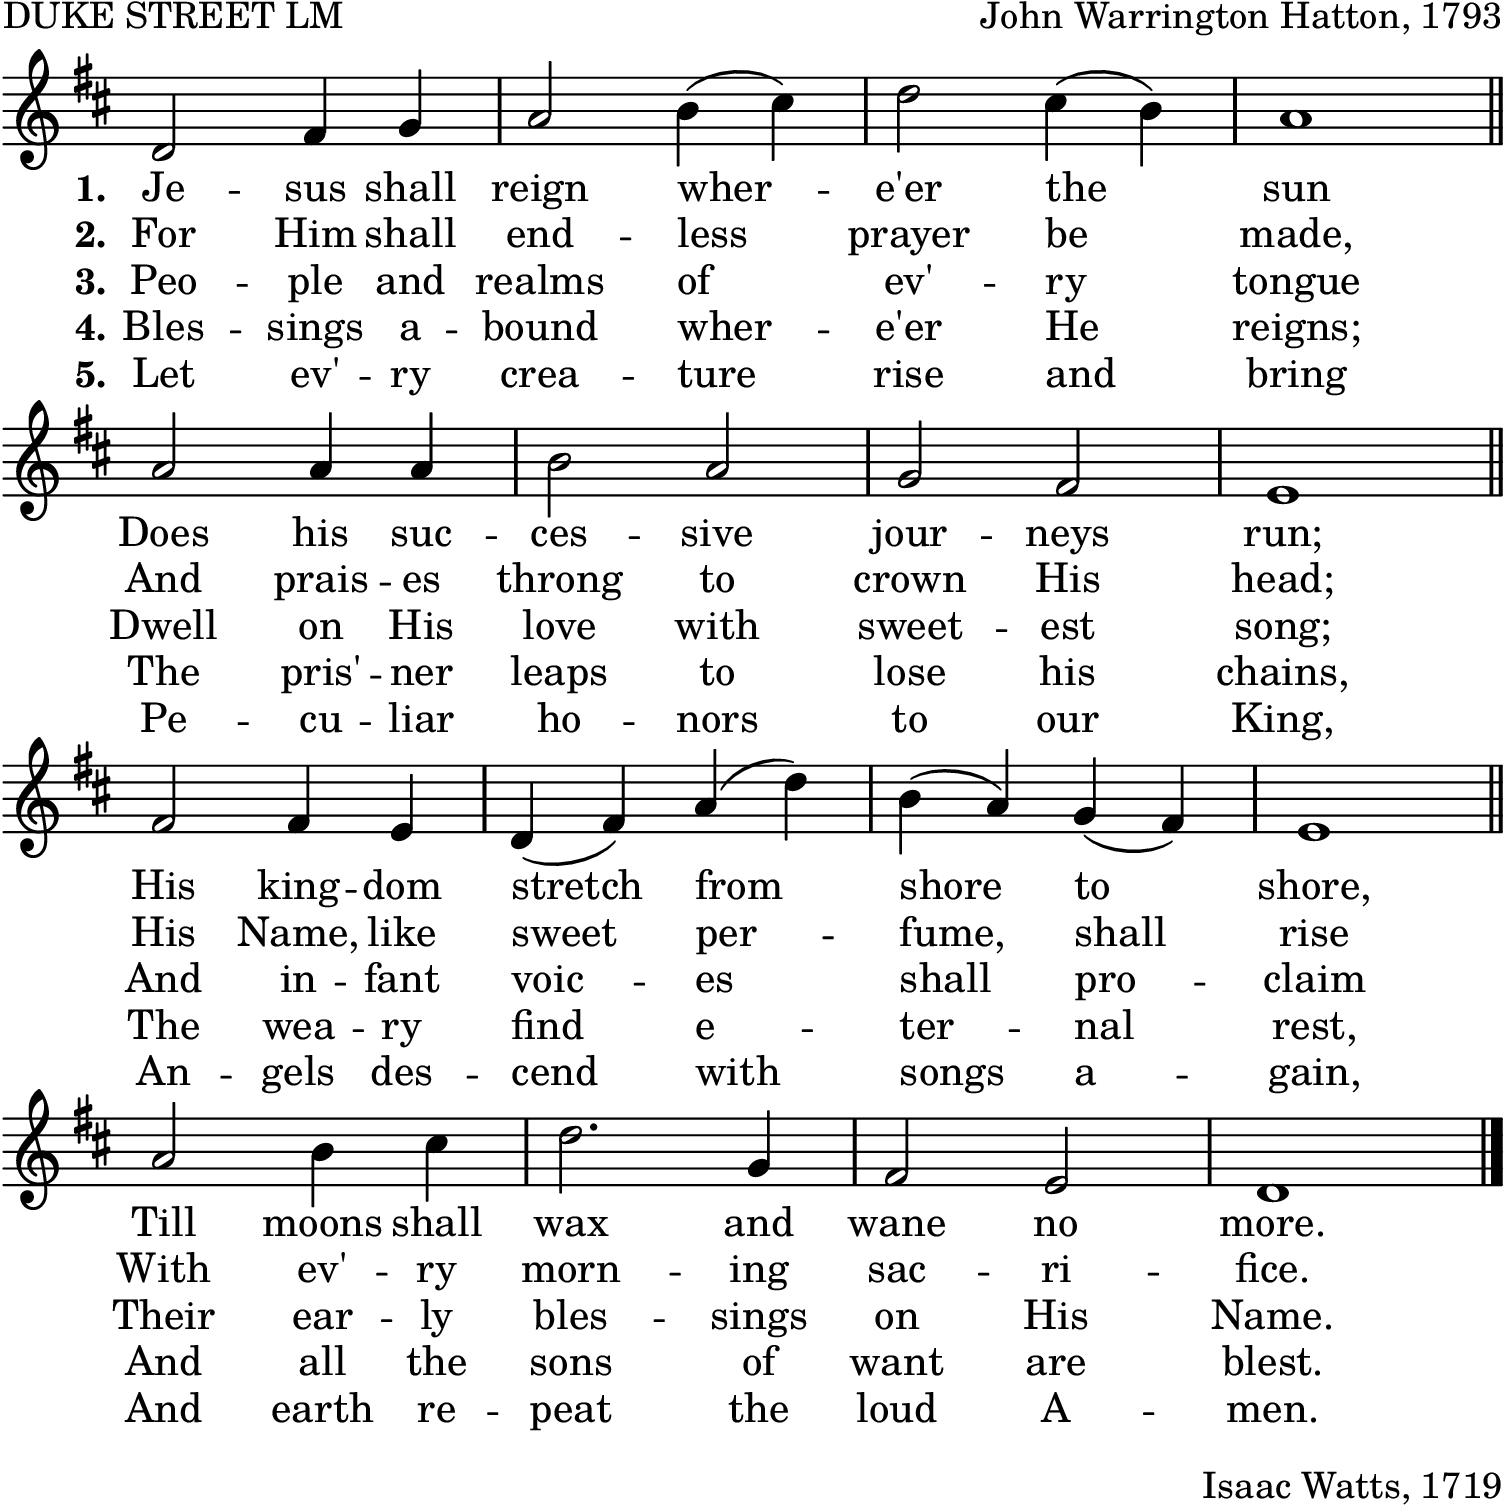 DUKE STREET LM John Warrington Hatton, 1793
1. Je -- sus shall reign wher -- e'er the sun
2. For Him shall end -- less prayer be made,
3. Peo -- ple and realms of ev' -- ry tongue
4. Bles -- sings a -- bound wher -- e'er He reigns;
5. Let ev' -- ry crea -- ture rise and bring
Does his suc -- ces -- sive jour -- neys run;
And prais -- es throng to crown His head;
Dwell on His love with sweet -- est song;
The pris' -- ner leaps to lose his chains,
Pe -- cu -- liar ho -- nors to our King,
His king -- dom stretch from shore to shore,
His Name, like sweet per -- fume, shall rise
And in -- fant voic -- es shall pro -- claim
The wea -- ry find e -- ter -- nal rest,
An -- gels des -- cend with songs a -- gain,
Till moons shall wax and wane no more.
With ev' -- ry morn -- ing sac -- ri -- fice.
Their ear -- ly bles -- sings on His Name.
And all the sons of want are blest.
And earth re -- peat the loud A -- men.
Isaac Watts, 1719